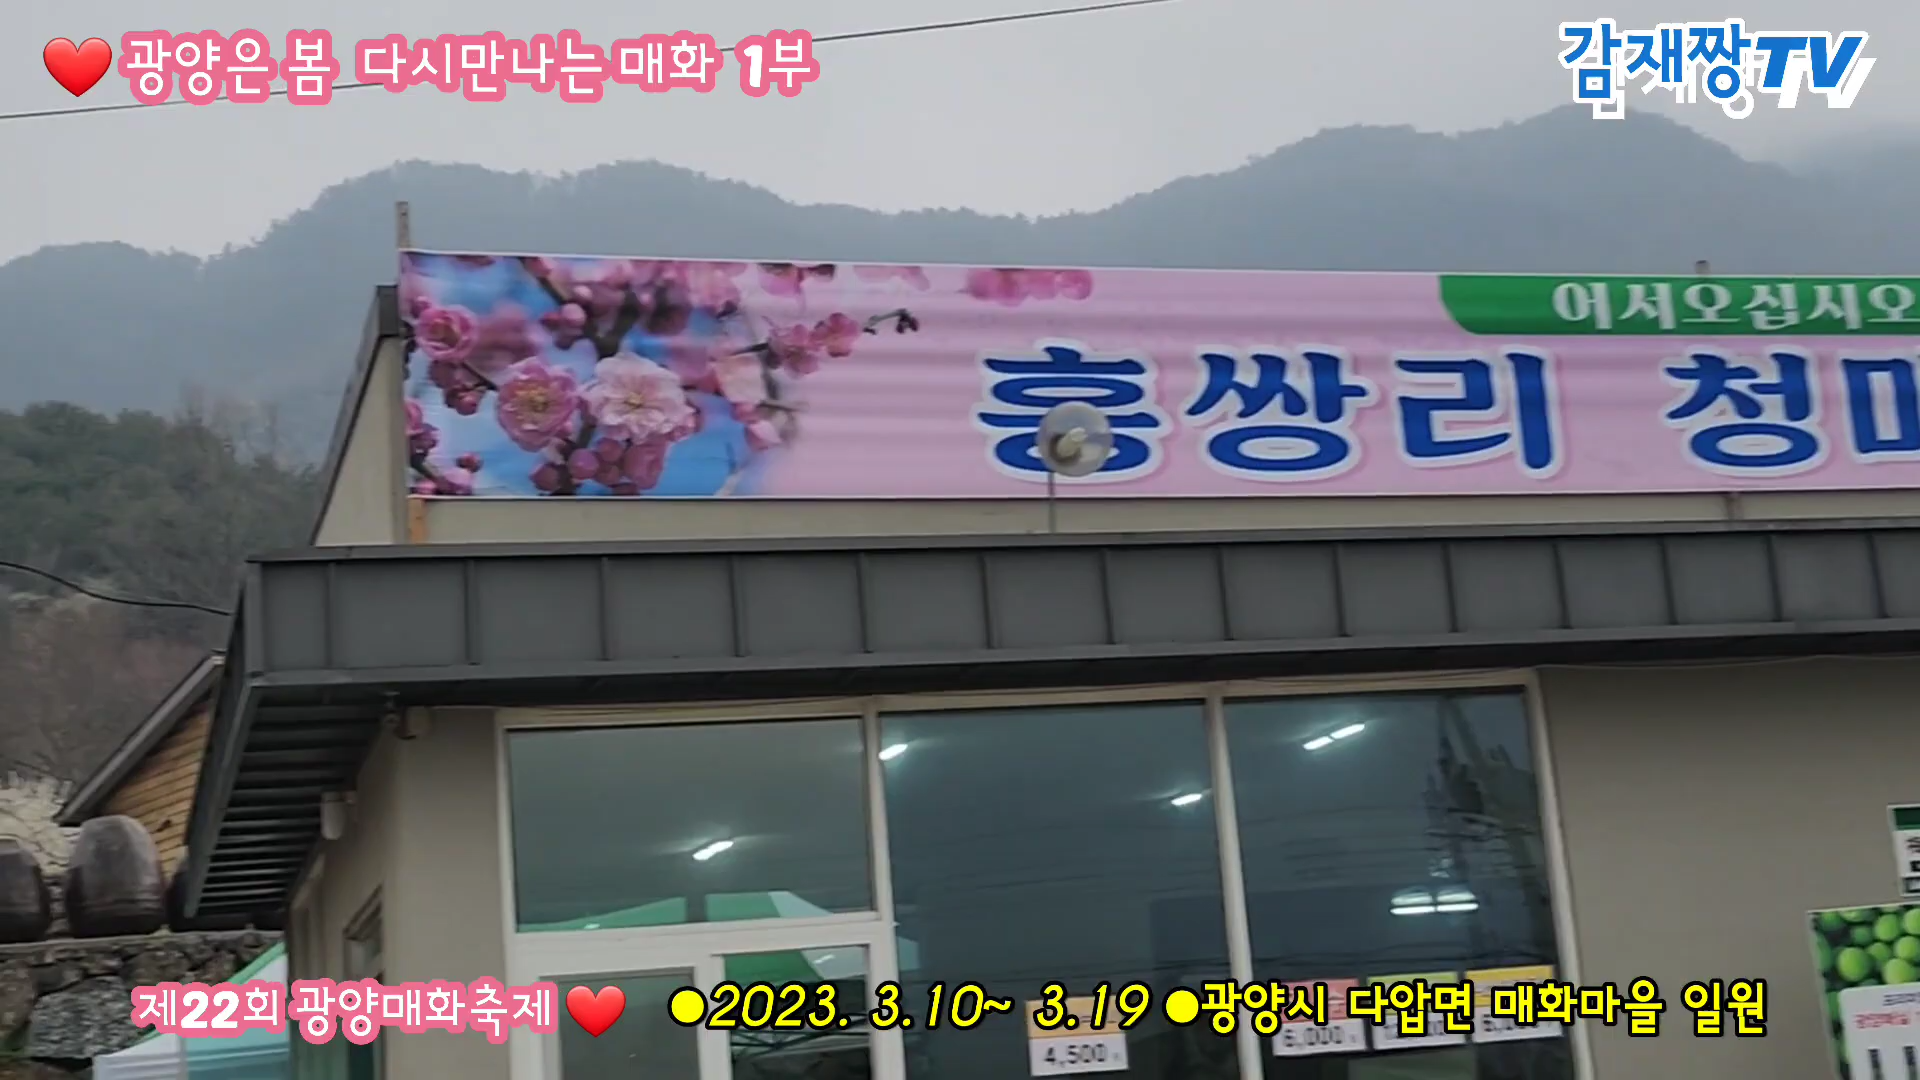 광양은 봄 다시만나는 매화 1부
감재짱TV
어서오십시오
홍쌍리 청매
4,500
6,000
제22회 광양매화축제
●2023. 3.10~ 3.19 ●광양시 다압면 매화마을 일원